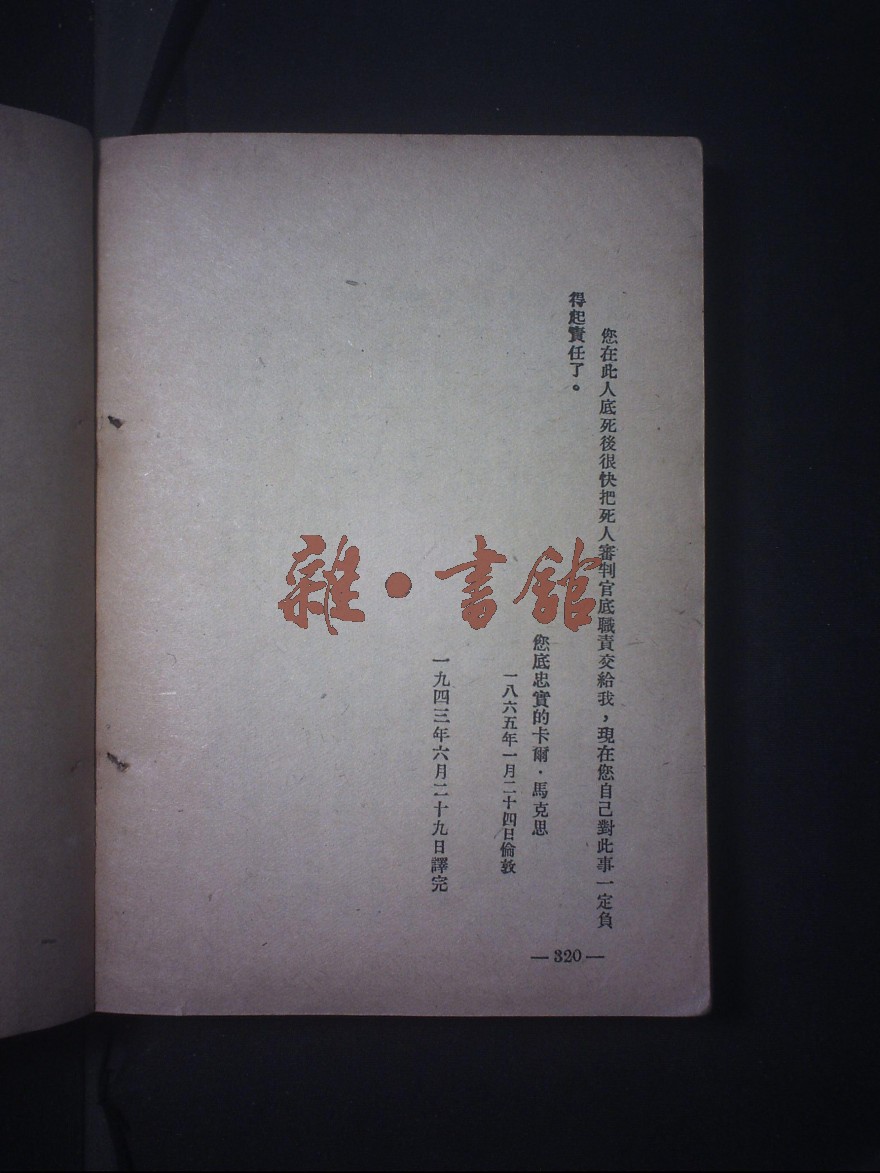 您在此人底死後很快把死人審判官底職責交給我，現在您自己對此事一定負
得起責任了。
您底忠實的卡爾·馬克思
一八六五年一月二十四日倫敦
一九四三年六月二十九日譯完
—320—
雜·書館